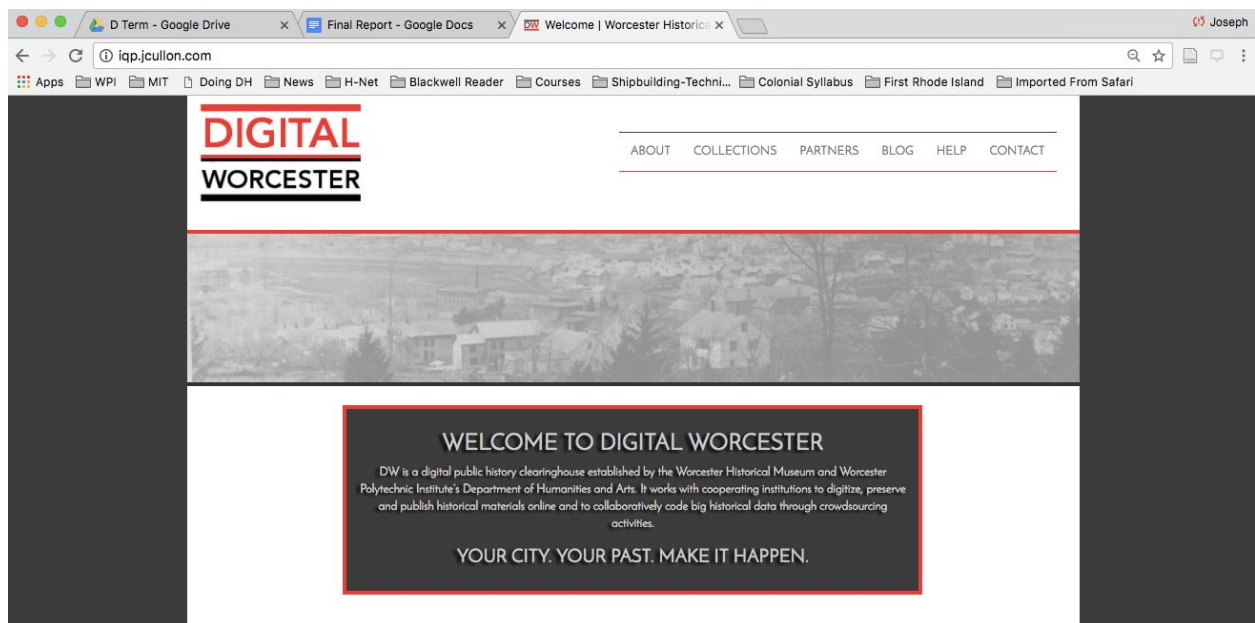 D Term - Google Drive
Final Report - Google Docs
DW Welcome | Worcester Historica
Joseph
iqp.jcullon.com
Apps WPI MIT Doing DH News H-Net Blackwell Reader Courses Shipbuilding-Techni... Colonial Syllabus First Rhode Island Imported From Safari
DIGITAL
WORCESTER
ABOUT COLLECTIONS PARTNERS BLOG HELP CONTACT
WELCOME TO DIGITAL WORCESTER
DW is a digital public history clearinghouse established by the Worcester Historical Museum and Worcester
Polytechnic Institute's Department of Humanities and Arts. It works with cooperating institutions to digitize, preserve
and publish historical materials online and to collaboratively code big historical data through crowdsourcing
activities.
YOUR CITY. YOUR PAST. MAKE IT HAPPEN.